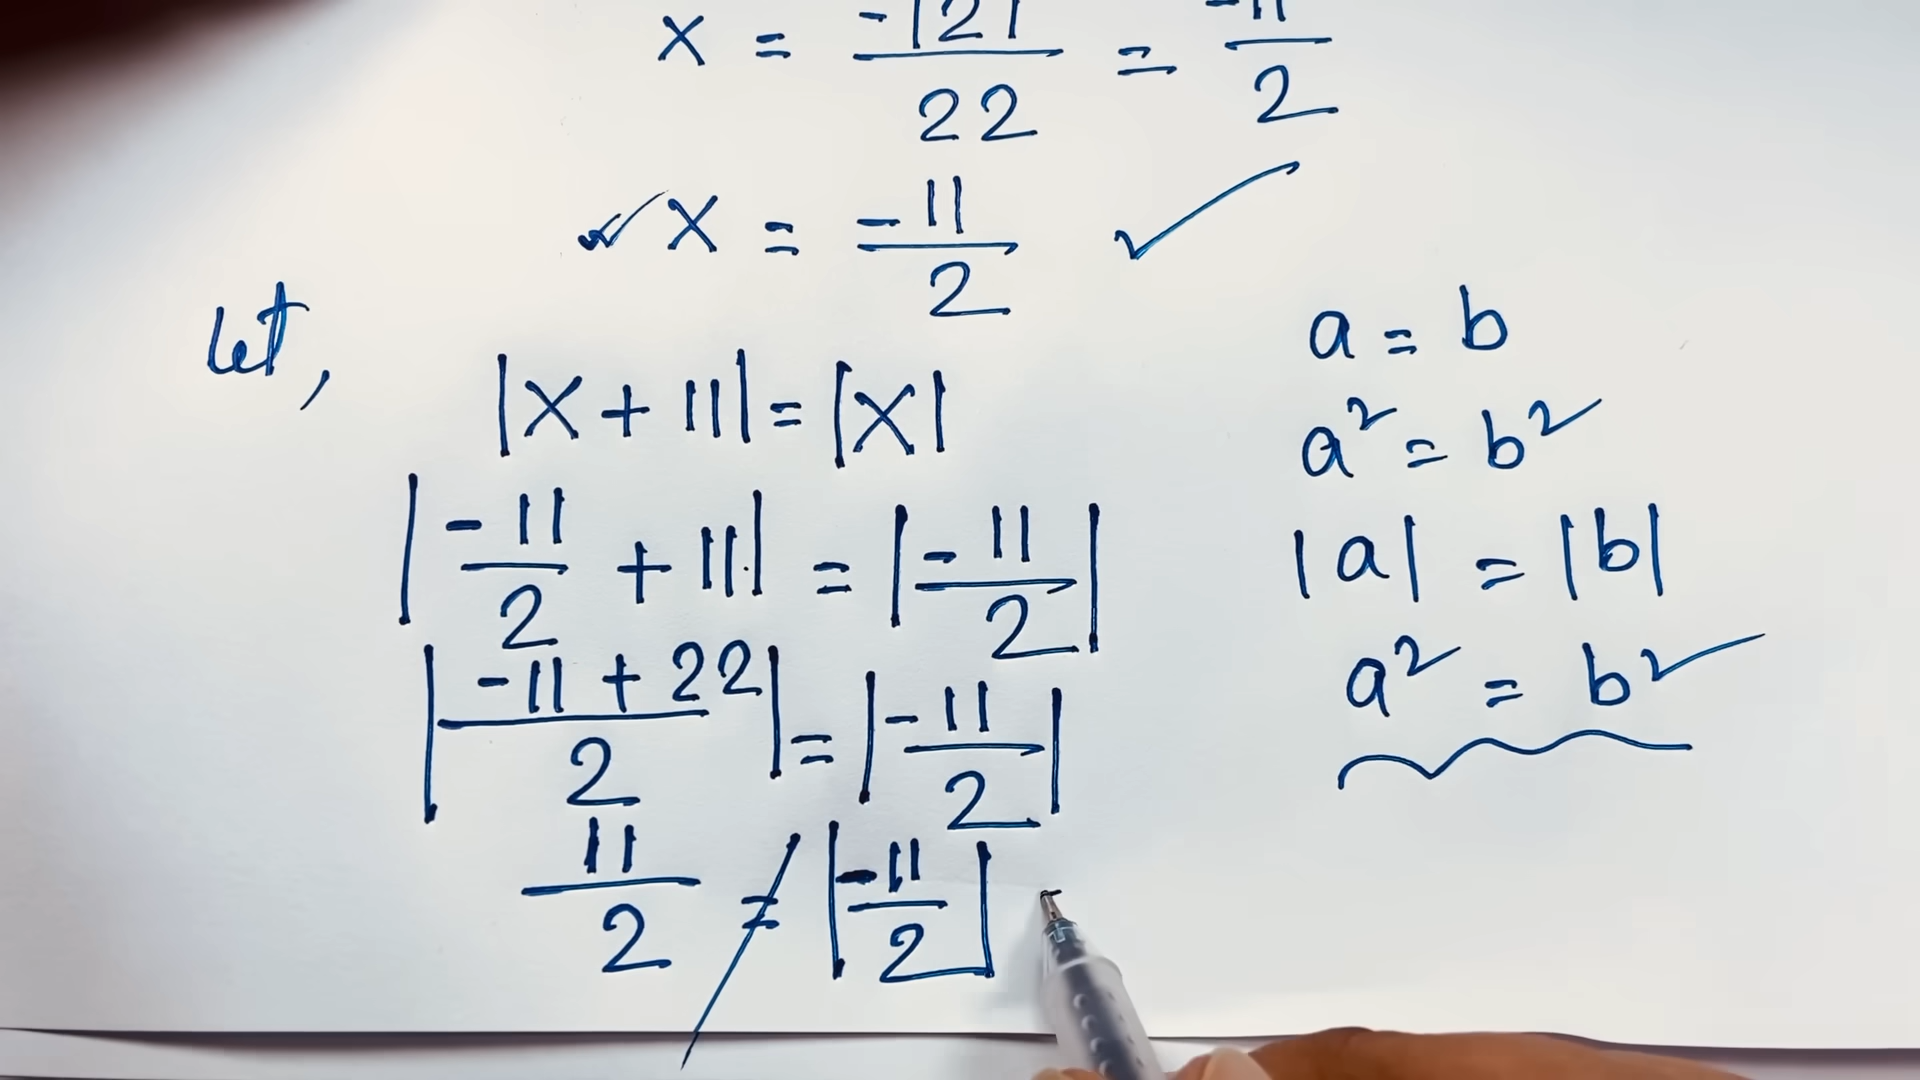 x = -121/22 = -11/2
x = -11/2
let,
|x + 11| = |x|
|-11/2 + 11| = |-11/2|
|(-11 + 22)/2| = |-11/2|
11/2 ≠ |-11/2|
a = b
a² = b²
|a| = |b|
a² = b²